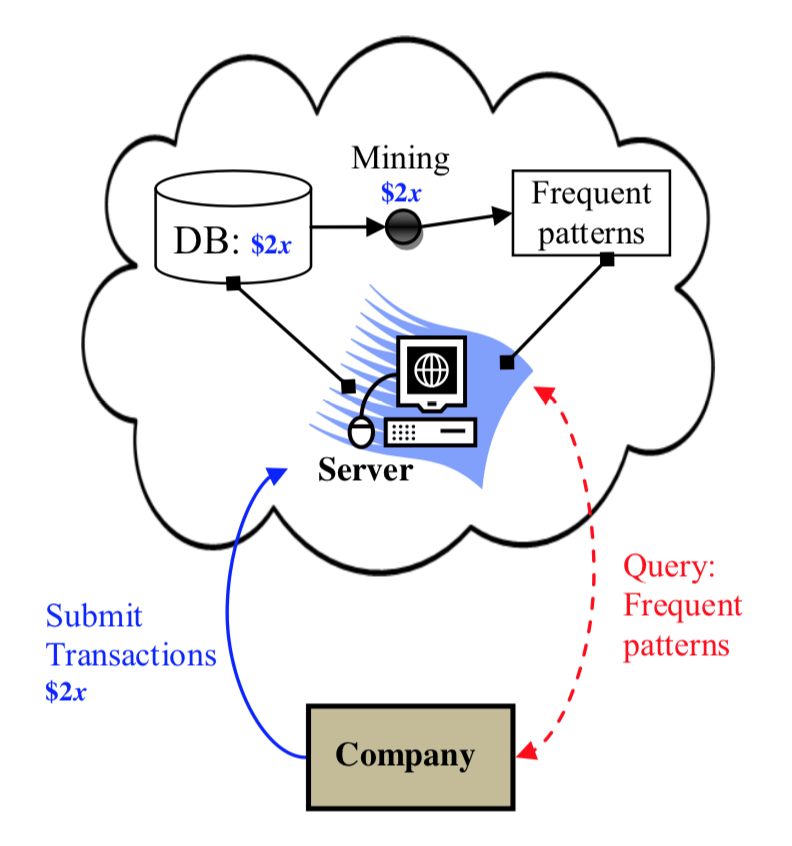 Mining
$2x
DB: $2x
Frequent
patterns
Server
Submit
Transactions
$2x
Query:
Frequent
patterns
Company